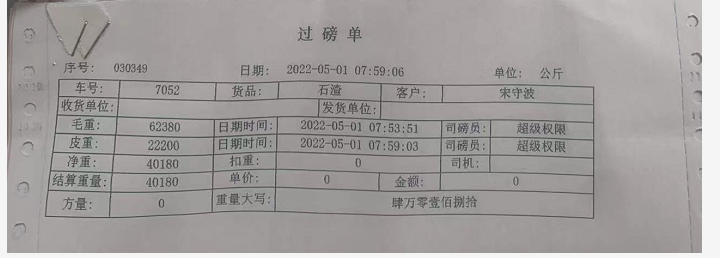 过磅单
序号: 030349 日期: 2022-05-01 07:59:06 单位: 公斤
车号: 7052 货品: 石渣 客户: 宋守波
收货单位: 发货单位:
毛重: 62380 日期时间: 2022-05-01 07:53:51 司磅员: 超级权限
皮重: 22200 日期时间: 2022-05-01 07:59:03 司磅员: 超级权限
净重: 40180 扣重: 0 司机:
结算重量: 40180 单价: 0 金额: 0
方量: 0 重量大写: 肆万零壹佰捌拾